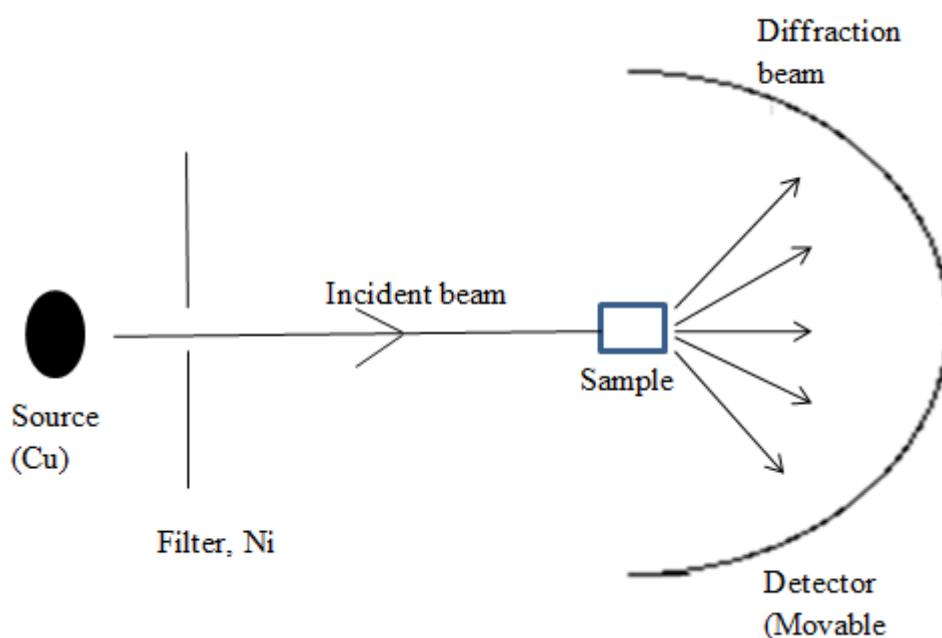 Diffraction
beam
Incident beam
Sample
Source
(Cu)
Filter, Ni
Detector
(Movable